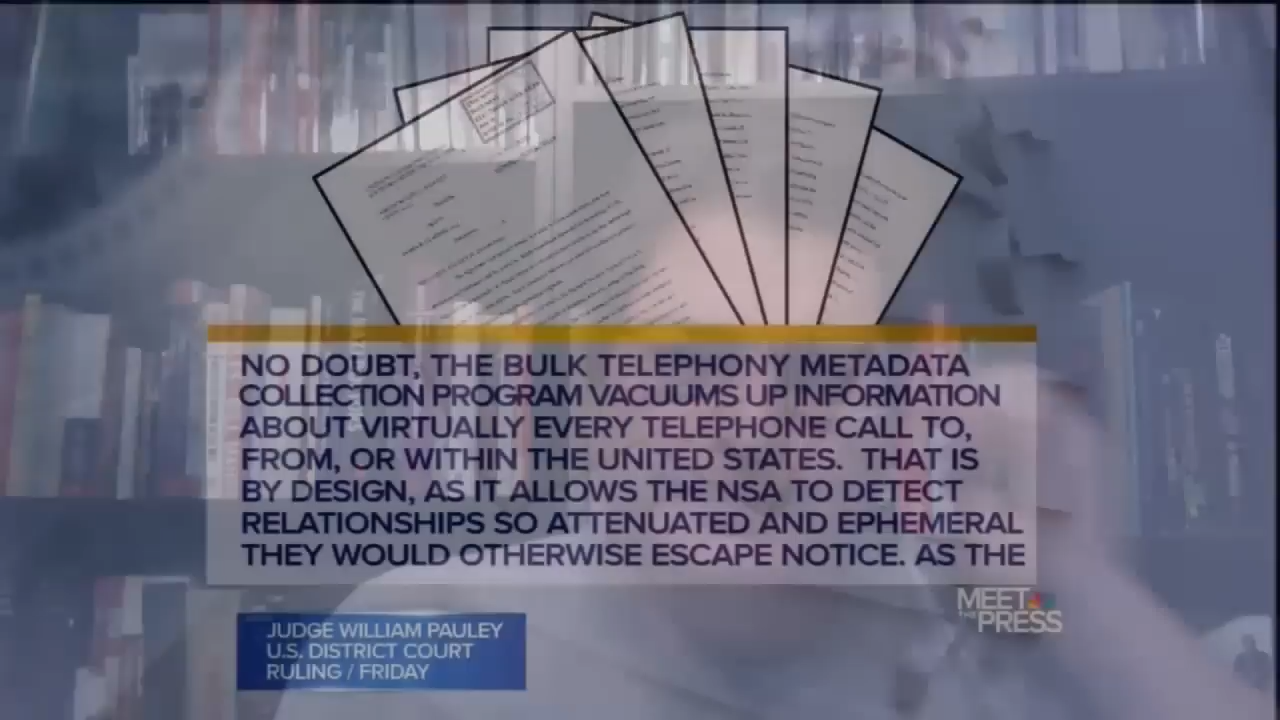 NO DOUBT, THE BULK TELEPHONY METADATA
COLLECTION PROGRAM VACUUMS UP INFORMATION
ABOUT VIRTUALLY EVERY TELEPHONE CALL TO,
FROM, OR WITHIN THE UNITED STATES.  THAT IS
BY DESIGN, AS IT ALLOWS THE NSA TO DETECT
RELATIONSHIPS SO ATTENUATED AND EPHEMERAL
THEY WOULD OTHERWISE ESCAPE NOTICE. AS THE
MEET
THE PRESS
JUDGE WILLIAM PAULEY
U.S. DISTRICT COURT
RULING / FRIDAY